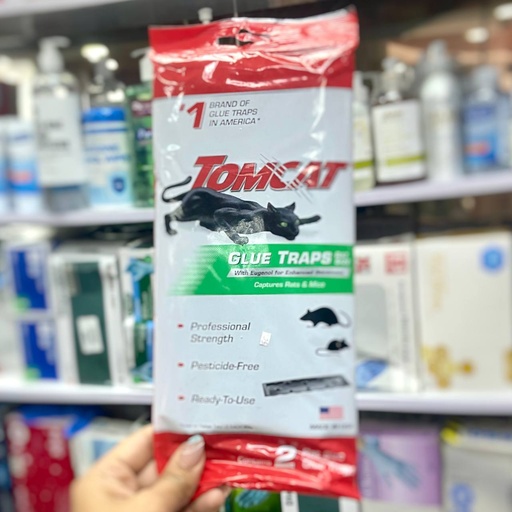 #1 BRAND OF
GLUE TRAPS
IN AMERICA*
TOMCAT
GLUE TRAPS
With Eugenol for Enhanced
Captures Rats & Mice
Professional
Strength
Pesticide-Free
Ready-To-Use
2